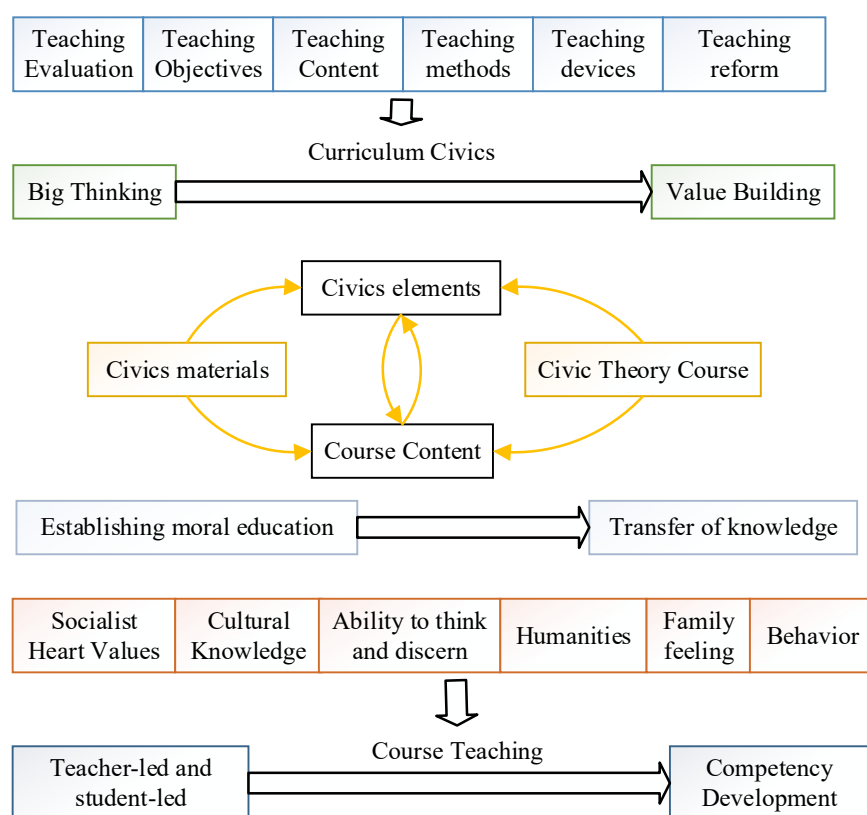 Teaching
Evaluation
Teaching
Objectives
Teaching
Content
Teaching
methods
Teaching
devices
Teaching
reform
Curriculum Civics
Big Thinking
Value Building
Civics elements
Civics materials
Civic Theory Course
Course Content
Establishing moral education
Transfer of knowledge
Socialist
Heart Values
Cultural
Knowledge
Ability to think
and discern
Humanities
Family
feeling
Behavior
Course Teaching
Teacher-led and
student-led
Competency
Development